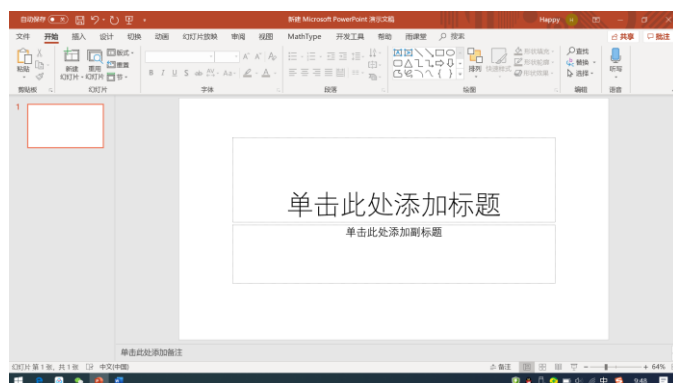 自动保存 关 新建 Microsoft PowerPoint 演示文稿 Happy
文件 开始 插入 设计 切换 动画 幻灯片放映 审阅 视图 MathType 开发工具 帮助 雨课堂 搜索 共享 批注
粘贴 新建 幻灯片 重用 幻灯片 版式 重置 节 排列 快速样式 形状填充 形状轮廓 形状效果 查找 替换 选择 听写
剪贴板 幻灯片 字体 段落 绘图 编辑 语音
1
单击此处添加标题
单击此处添加副标题
单击此处添加备注
幻灯片 第 1 张, 共 1 张 中文(中国) 备注 64%
中 9:48